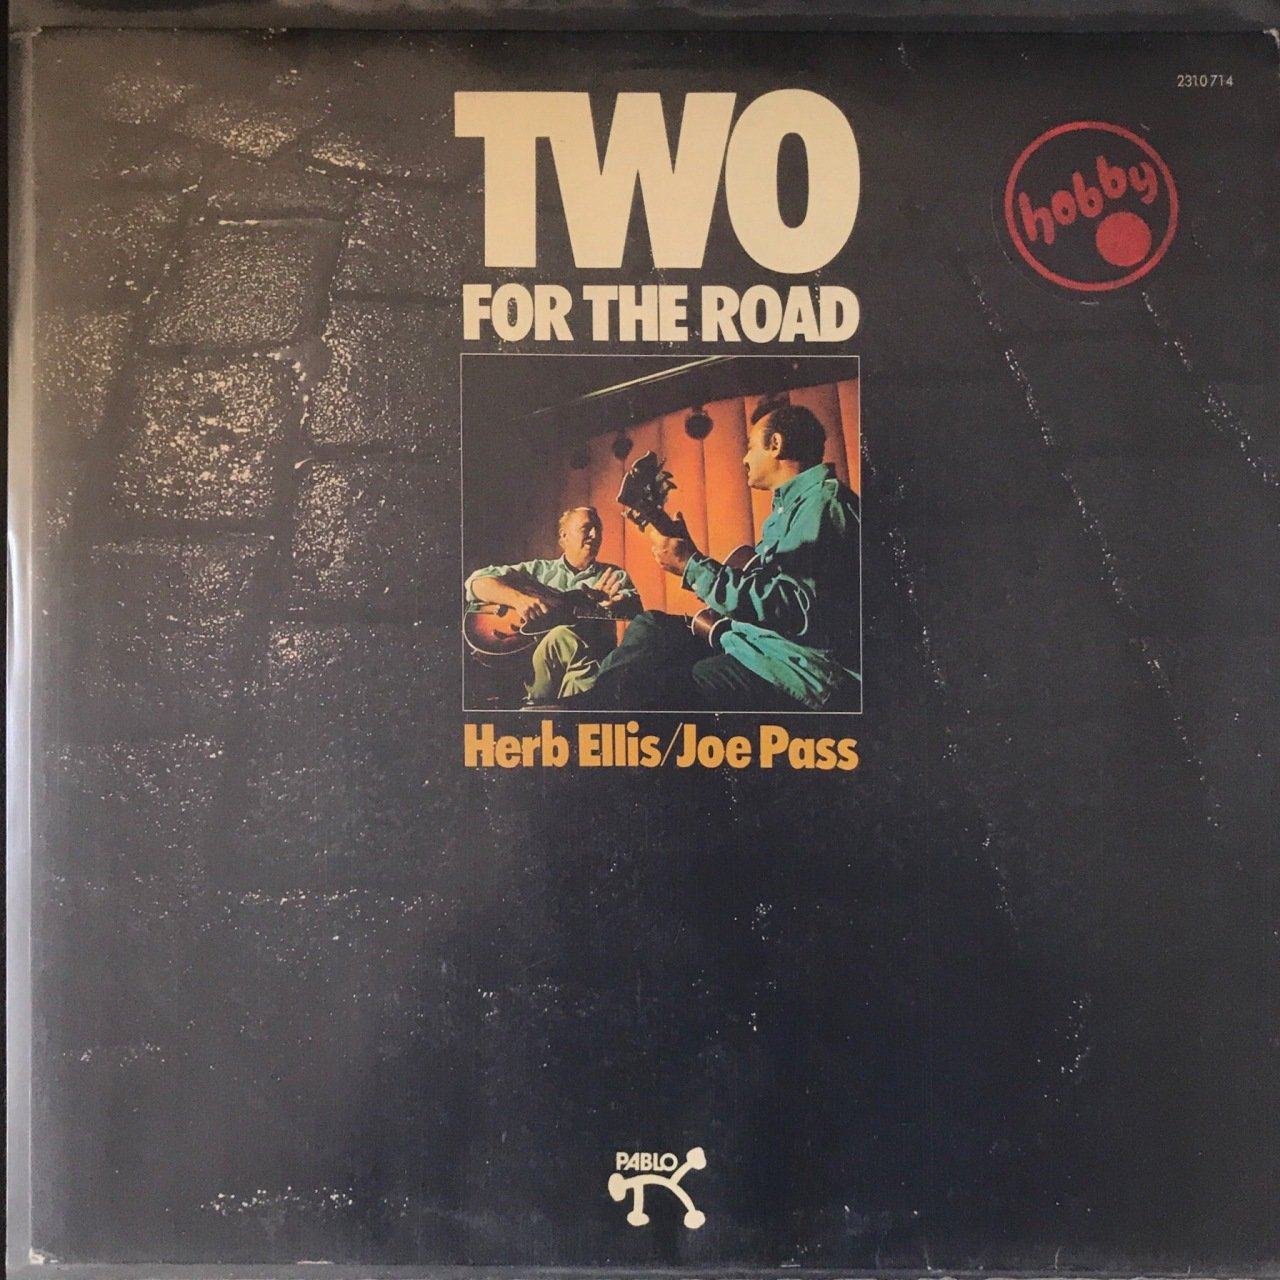 2310 714
TWO
FOR THE ROAD
hobby
Herb Ellis/Joe Pass
PABLO